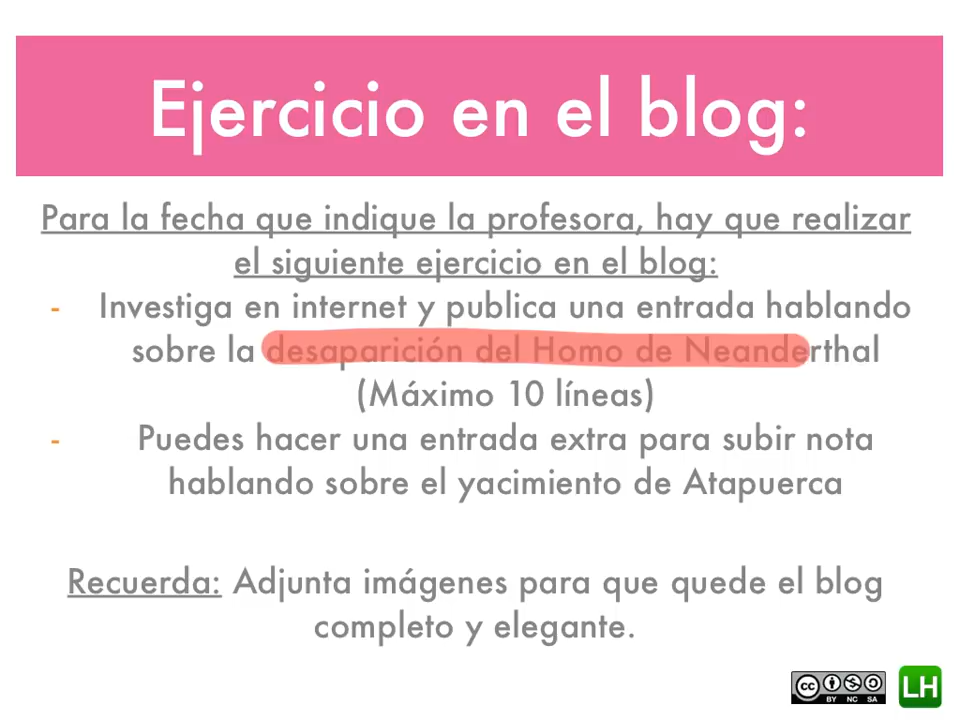 Ejercicio en el blog:
Para la fecha que indique la profesora, hay que realizar
el siguiente ejercicio en el blog:
- Investiga en internet y publica una entrada hablando
sobre la desaparición del Homo de Neanderthal
(Máximo 10 líneas)
- Puedes hacer una entrada extra para subir nota
hablando sobre el yacimiento de Atapuerca
Recuerda: Adjunta imágenes para que quede el blog
completo y elegante.
cc BY NC SA LH